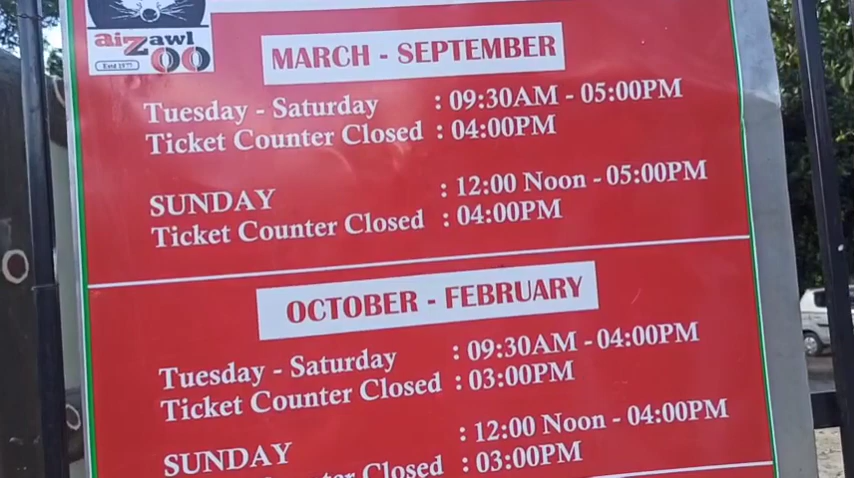 aizawl
ZOO
MARCH - SEPTEMBER
Tuesday - Saturday : 09:30AM - 05:00PM
Ticket Counter Closed : 04:00PM
SUNDAY : 12:00 Noon - 05:00PM
Ticket Counter Closed : 04:00PM
OCTOBER - FEBRUARY
Tuesday - Saturday : 09:30AM - 04:00PM
Ticket Counter Closed : 03:00PM
SUNDAY : 12:00 Noon - 04:00PM
Counter Closed : 03:00PM